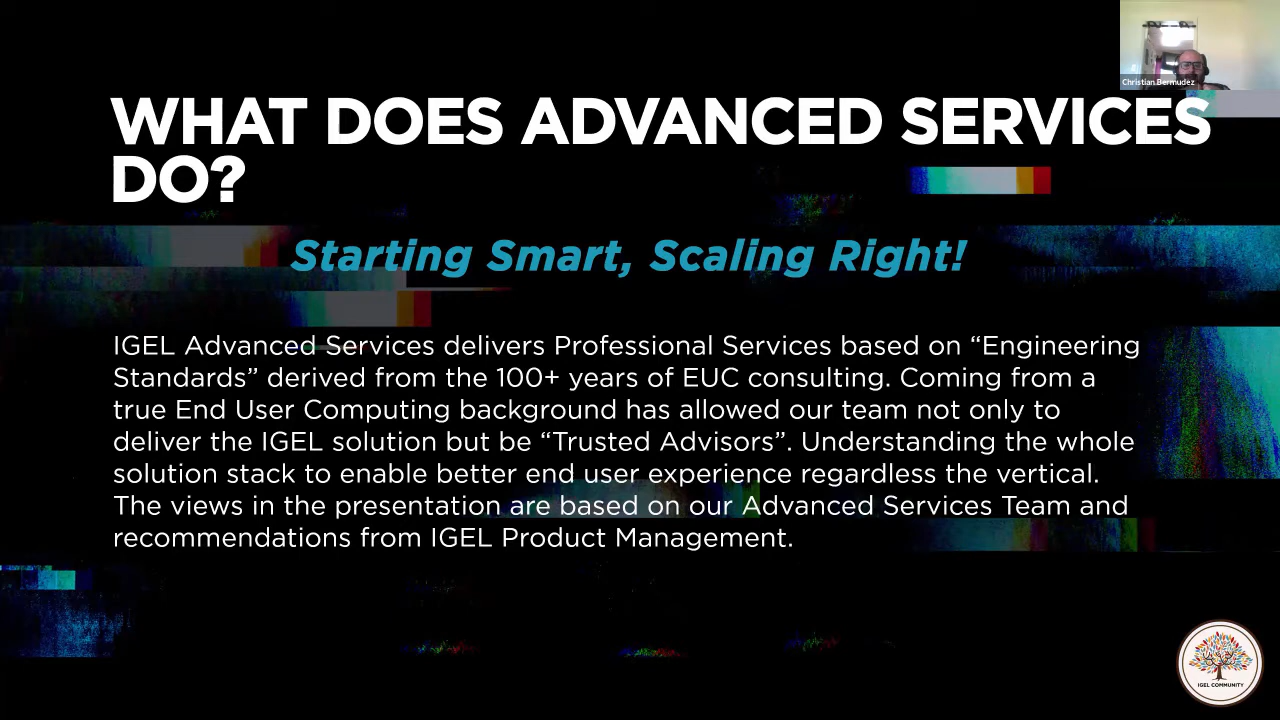 Christian Bermudez
WHAT DOES ADVANCED SERVICES
DO?
Starting Smart, Scaling Right!
IGEL Advanced Services delivers Professional Services based on “Engineering
Standards” derived from the 100+ years of EUC consulting. Coming from a
true End User Computing background has allowed our team not only to
deliver the IGEL solution but be “Trusted Advisors”. Understanding the whole
solution stack to enable better end user experience regardless the vertical.
The views in the presentation are based on our Advanced Services Team and
recommendations from IGEL Product Management.
IGEL COMMUNITY